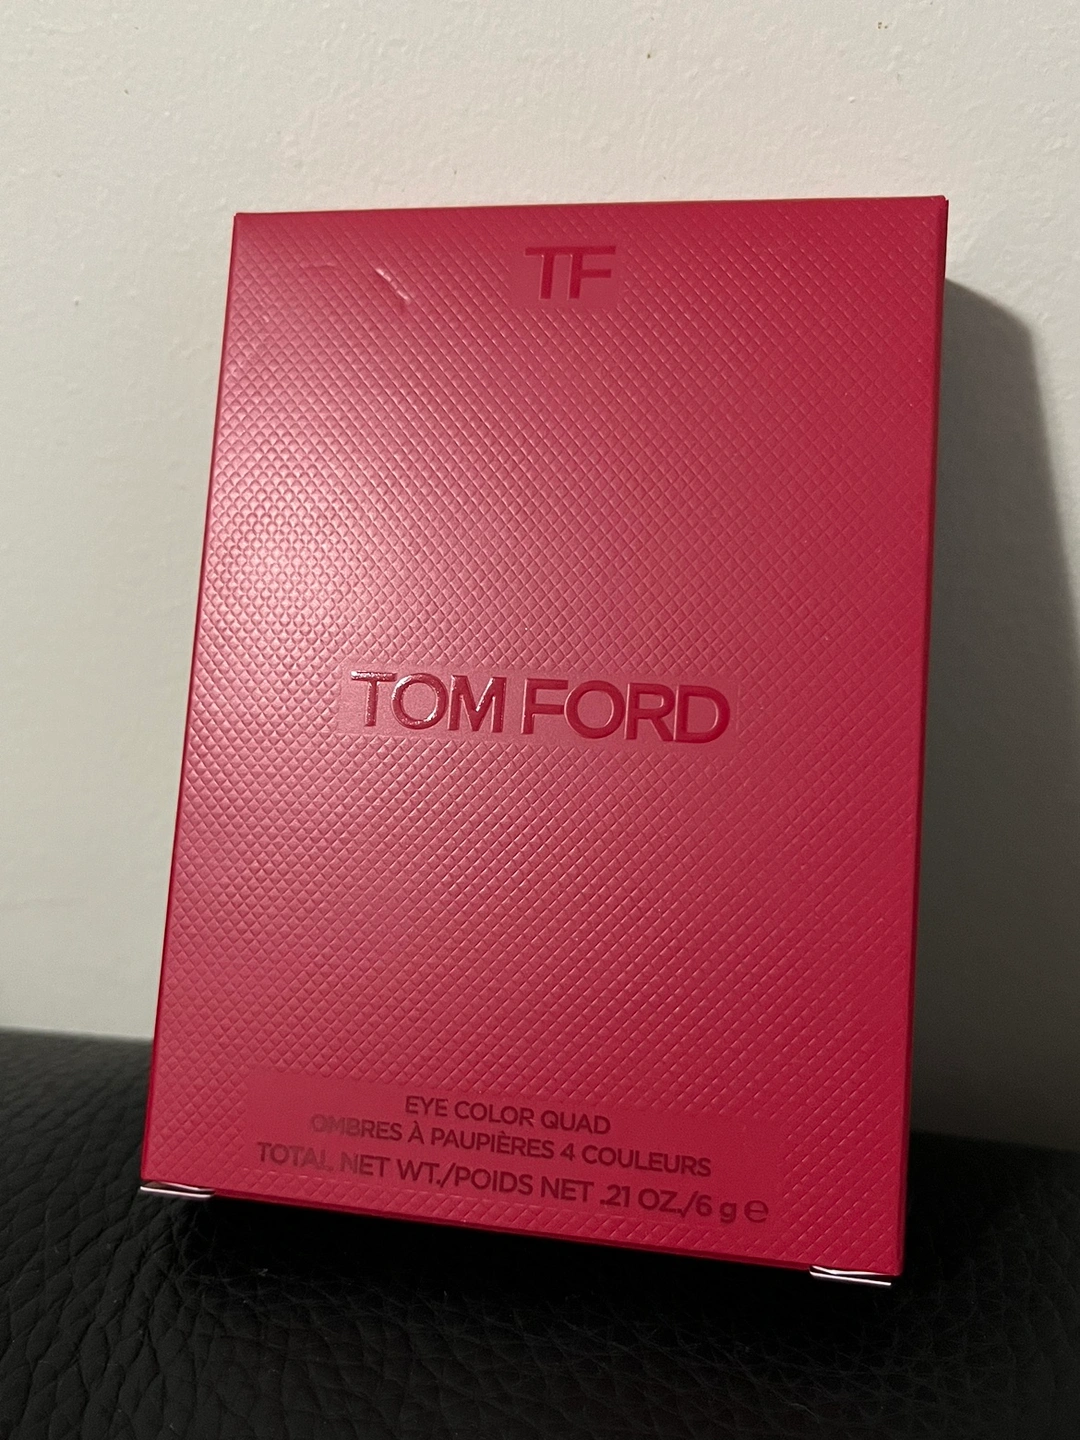 TF
TOM FORD
EYE COLOR QUAD
OMBRES À PAUPIÈRES 4 COULEURS
TOTAL NET WT./POIDS NET .21 OZ./6 g ℮